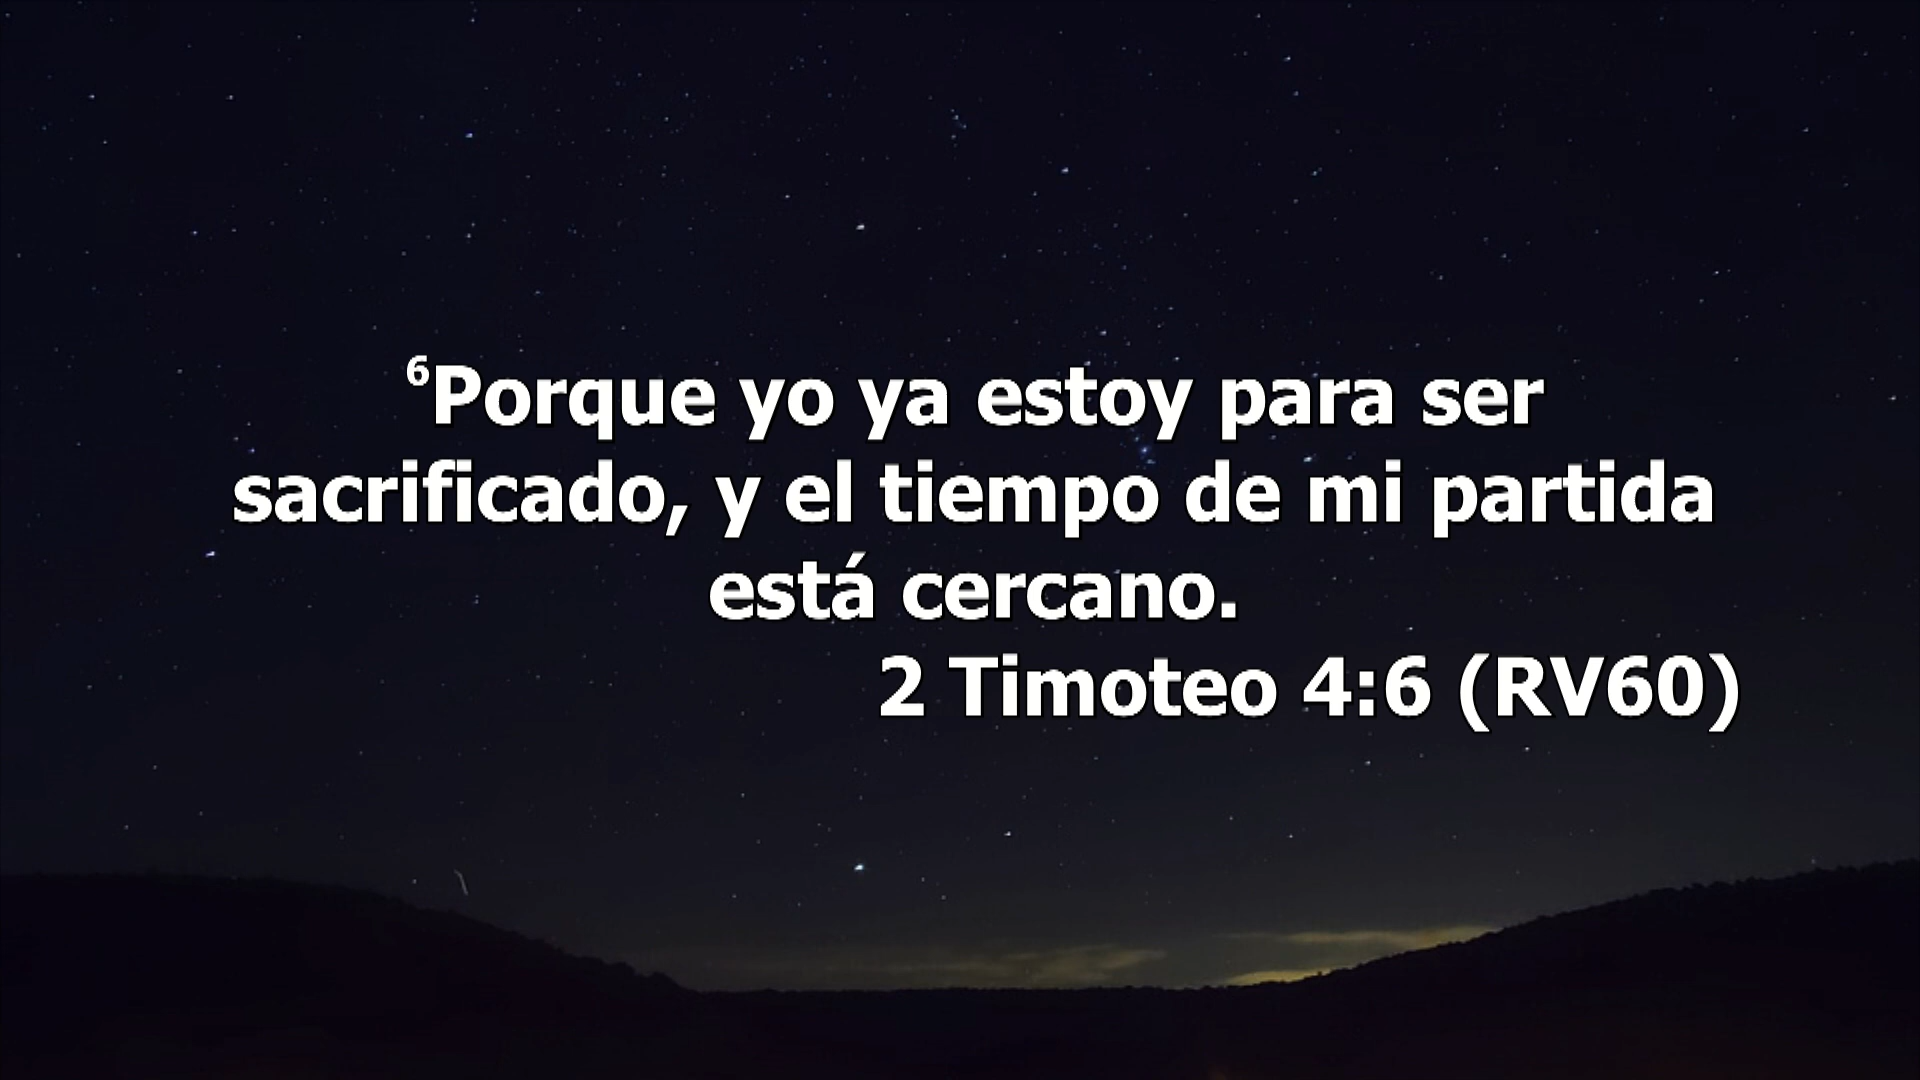 ⁶Porque yo ya estoy para ser
sacrificado, y el tiempo de mi partida
está cercano.
2 Timoteo 4:6 (RV60)